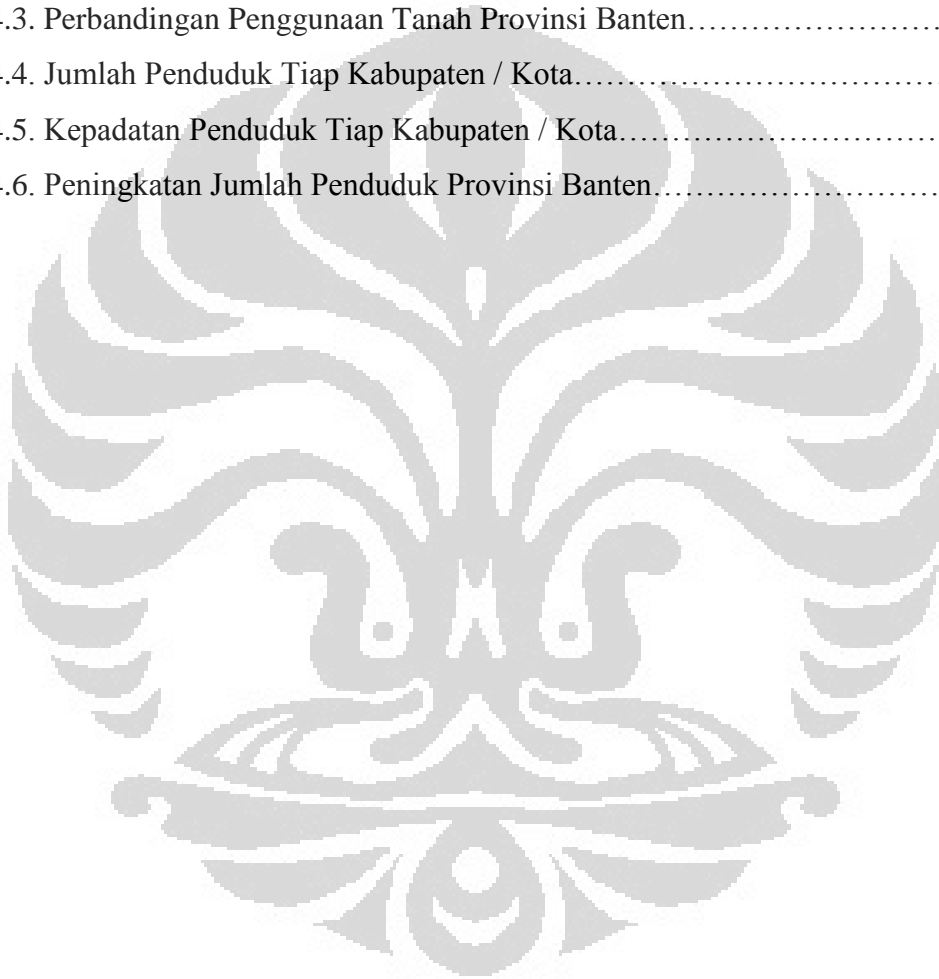 .3. Perbandingan Penggunaan Tanah Provinsi Banten……………………
.4. Jumlah Penduduk Tiap Kabupaten / Kota………………………………
.5. Kepadatan Penduduk Tiap Kabupaten / Kota…………………………
.6. Peningkatan Jumlah Penduduk Provinsi Banten………………………